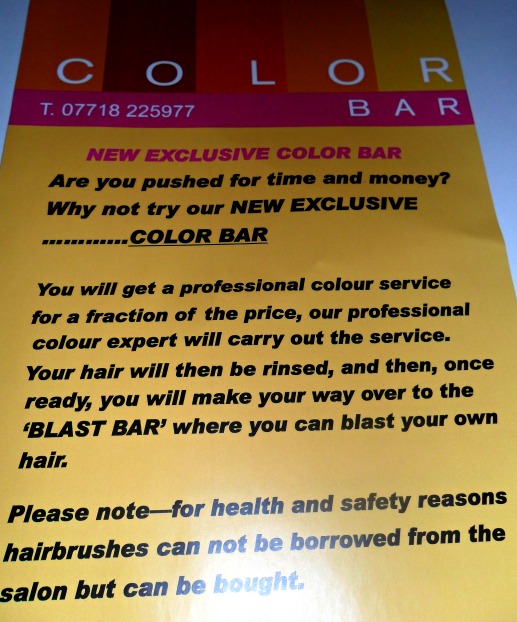 COLOR
T. 07718 225977 BAR
NEW EXCLUSIVE COLOR BAR
Are you pushed for time and money?
Why not try our NEW EXCLUSIVE
............COLOR BAR
You will get a professional colour service
for a fraction of the price, our professional
colour expert will carry out the service.
Your hair will then be rinsed, and then, once
ready, you will make your way over to the
‘BLAST BAR’ where you can blast your own
hair.
Please note—for health and safety reasons
hairbrushes can not be borrowed from the
salon but can be bought.